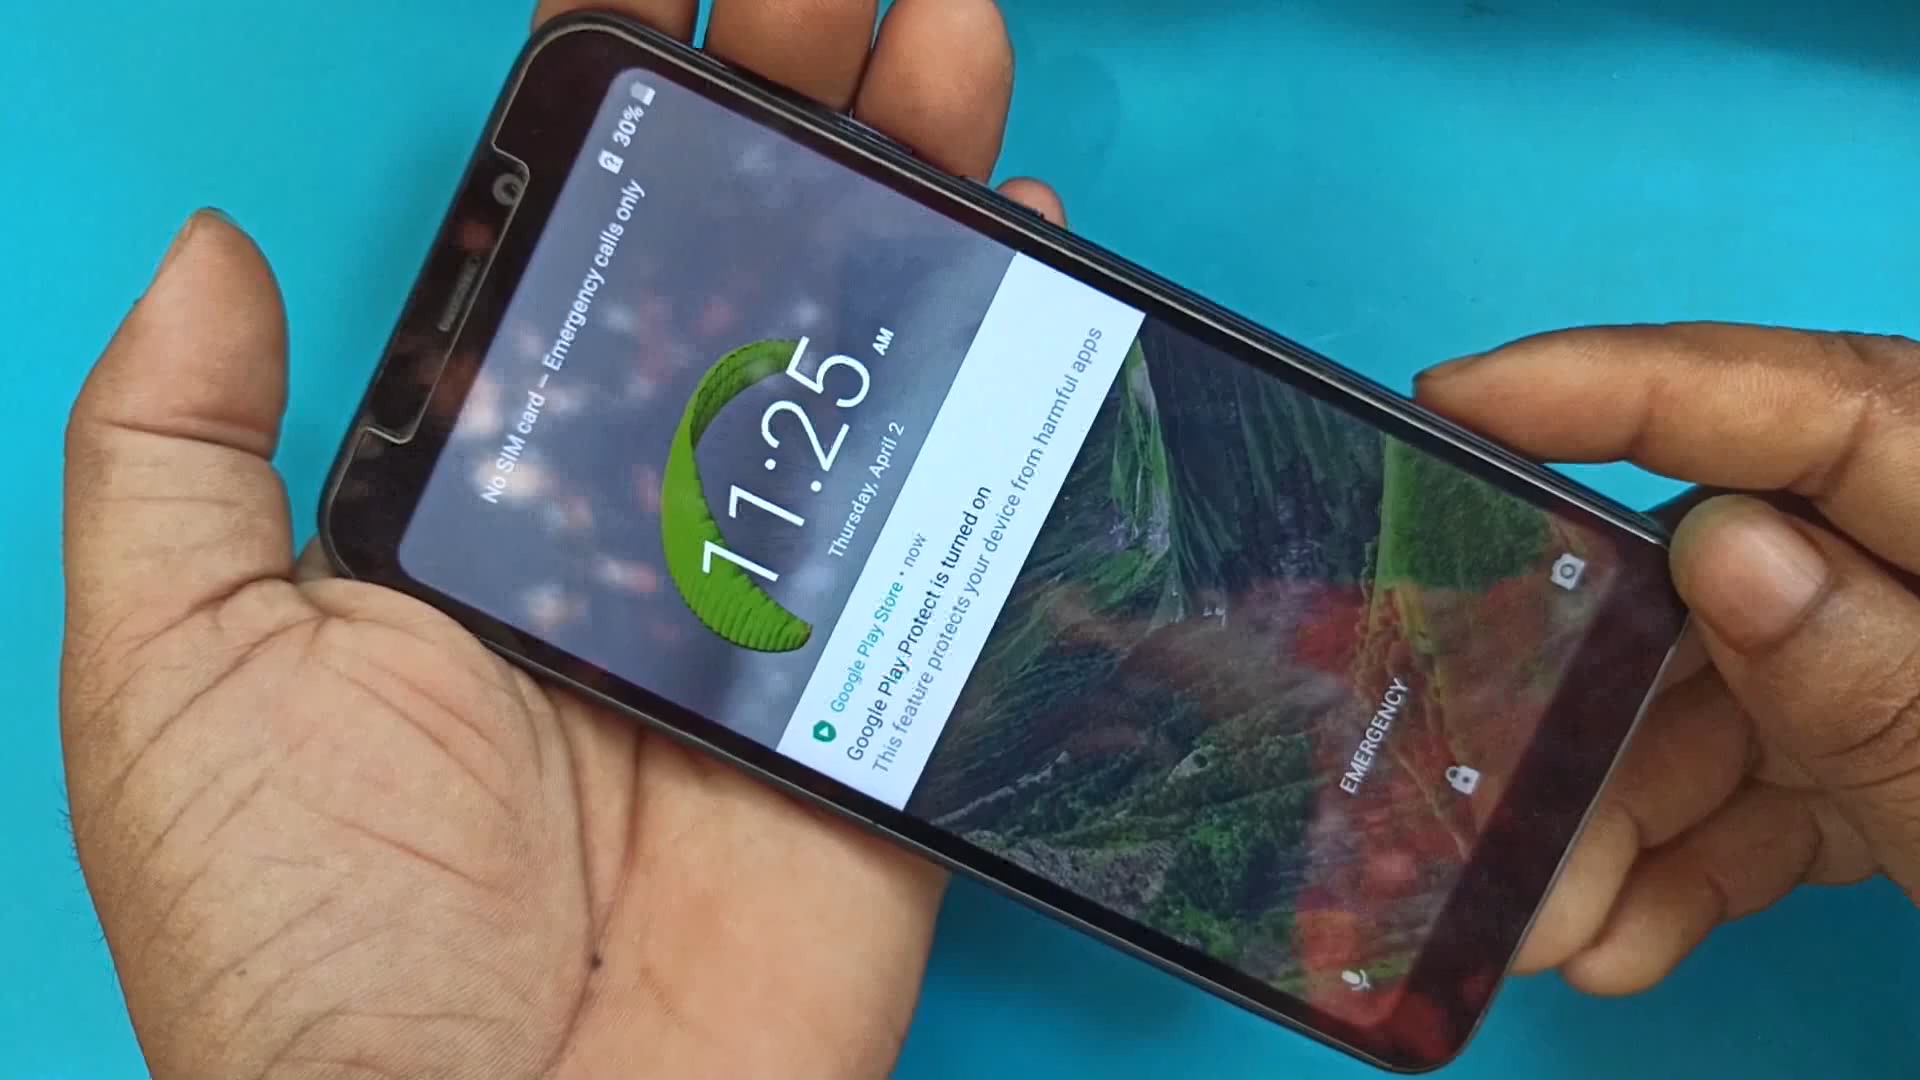 30%
No SIM card – Emergency calls only
11:25 AM
Thursday, April 2
Google Play Store • now
Google Play Protect is turned on
This feature protects your device from harmful apps
EMERGENCY